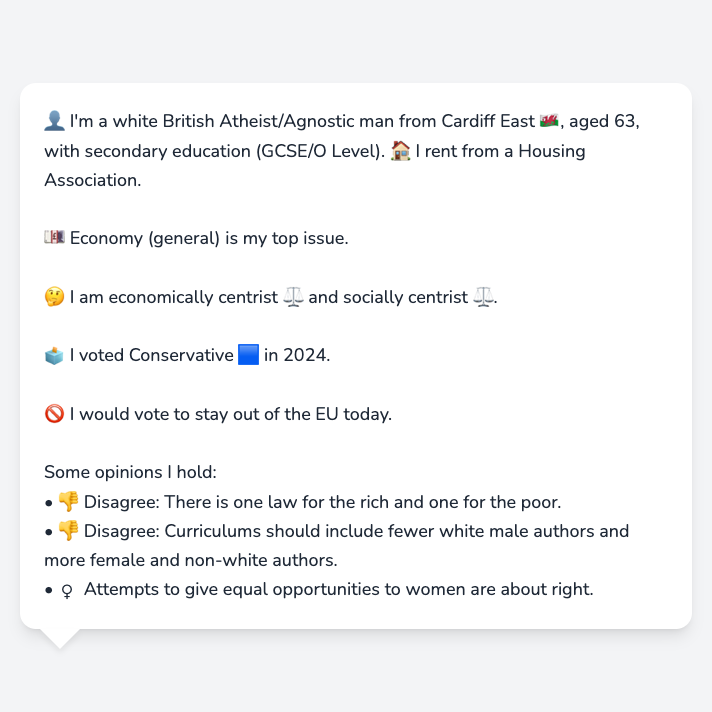 👤 I'm a white British Atheist/Agnostic man from Cardiff East 🏴󠁧󠁢󠁷󠁬󠁳󠁿, aged 63,
with secondary education (GCSE/O Level). 🏠 I rent from a Housing
Association.
💷 Economy (general) is my top issue.
🤔 I am economically centrist ⚖️ and socially centrist ⚖️.
🗳️ I voted Conservative 🟦 in 2024.
🚫 I would vote to stay out of the EU today.
Some opinions I hold:
• 👎 Disagree: There is one law for the rich and one for the poor.
• 👎 Disagree: Curriculums should include fewer white male authors and
more female and non-white authors.
• ♀ Attempts to give equal opportunities to women are about right.